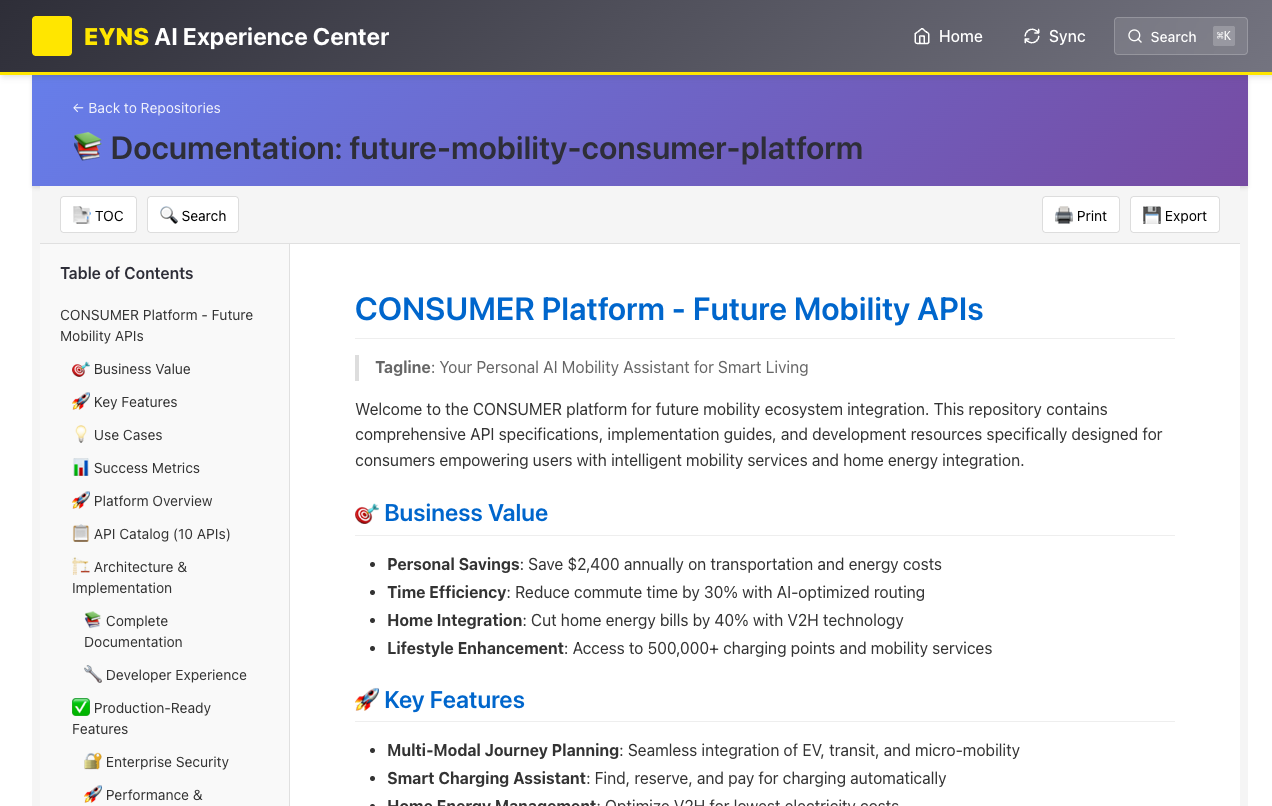 EYNS AI Experience Center
Home
Sync
Search
⌘K
← Back to Repositories
📚 Documentation: future-mobility-consumer-platform
📑 TOC
🔍 Search
🖨️ Print
💾 Export
Table of Contents
CONSUMER Platform - Future
Mobility APIs
🎯 Business Value
🚀 Key Features
💡 Use Cases
📊 Success Metrics
🚀 Platform Overview
📋 API Catalog (10 APIs)
🏗️ Architecture &
Implementation
📚 Complete
Documentation
🔧 Developer Experience
✅ Production-Ready
Features
🔐 Enterprise Security
🚀 Performance &
CONSUMER Platform - Future Mobility APIs
Tagline: Your Personal AI Mobility Assistant for Smart Living
Welcome to the CONSUMER platform for future mobility ecosystem integration. This repository contains
comprehensive API specifications, implementation guides, and development resources specifically designed for
consumers empowering users with intelligent mobility services and home energy integration.
🎯 Business Value
• Personal Savings: Save $2,400 annually on transportation and energy costs
• Time Efficiency: Reduce commute time by 30% with AI-optimized routing
• Home Integration: Cut home energy bills by 40% with V2H technology
• Lifestyle Enhancement: Access to 500,000+ charging points and mobility services
🚀 Key Features
• Multi-Modal Journey Planning: Seamless integration of EV, transit, and micro-mobility
• Smart Charging Assistant: Find, reserve, and pay for charging automatically
• Home Energy Management: Optimize V2H for lowest electricity costs